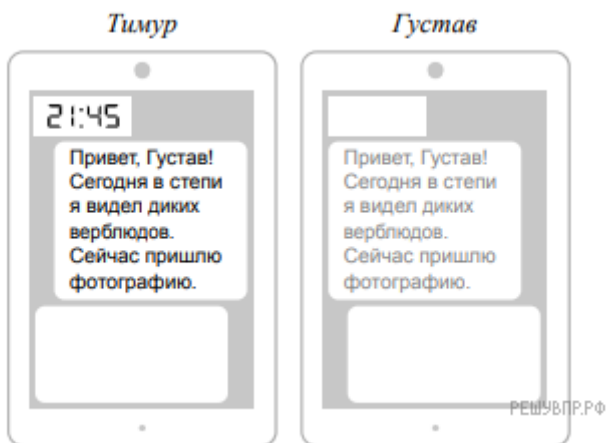 Тимур
Густав
21:45
Привет, Густав!
Сегодня в степи
я видел диких
верблюдов.
Сейчас пришлю
фотографию.
Привет, Густав!
Сегодня в степи
я видел диких
верблюдов.
Сейчас пришлю
фотографию.
РЕШУВПР.РФ